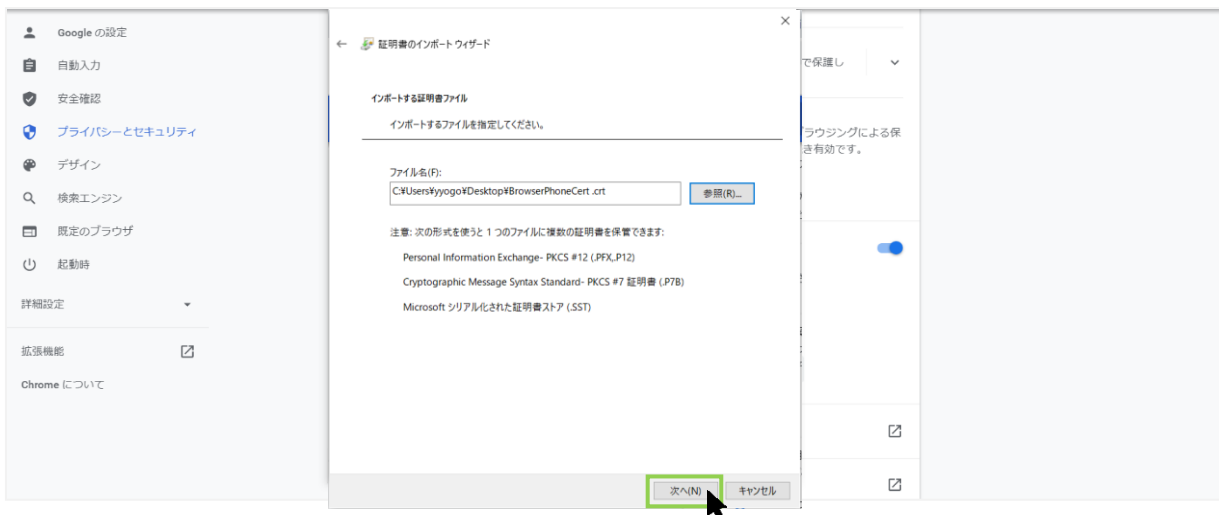 Google の設定
自動入力
安全確認
プライバシーとセキュリティ
デザイン
検索エンジン
既定のブラウザ
起動時
詳細設定
拡張機能
Chrome について
証明書のインポート ウィザード
インポートする証明書ファイル
インポートするファイルを指定してください。
ファイル名(F):
C:¥Users¥yyogo¥Desktop¥BrowserPhoneCert .crt
参照(R)...
注意: 次の形式を使うと 1 つのファイルに複数の証明書を保管できます:
Personal Information Exchange- PKCS #12 (.PFX,.P12)
Cryptographic Message Syntax Standard- PKCS #7 証明書 (.P7B)
Microsoft シリアル化された証明書ストア (.SST)
次へ(N)
キャンセル
で保護し
ブラウジングによる保
き有効です。